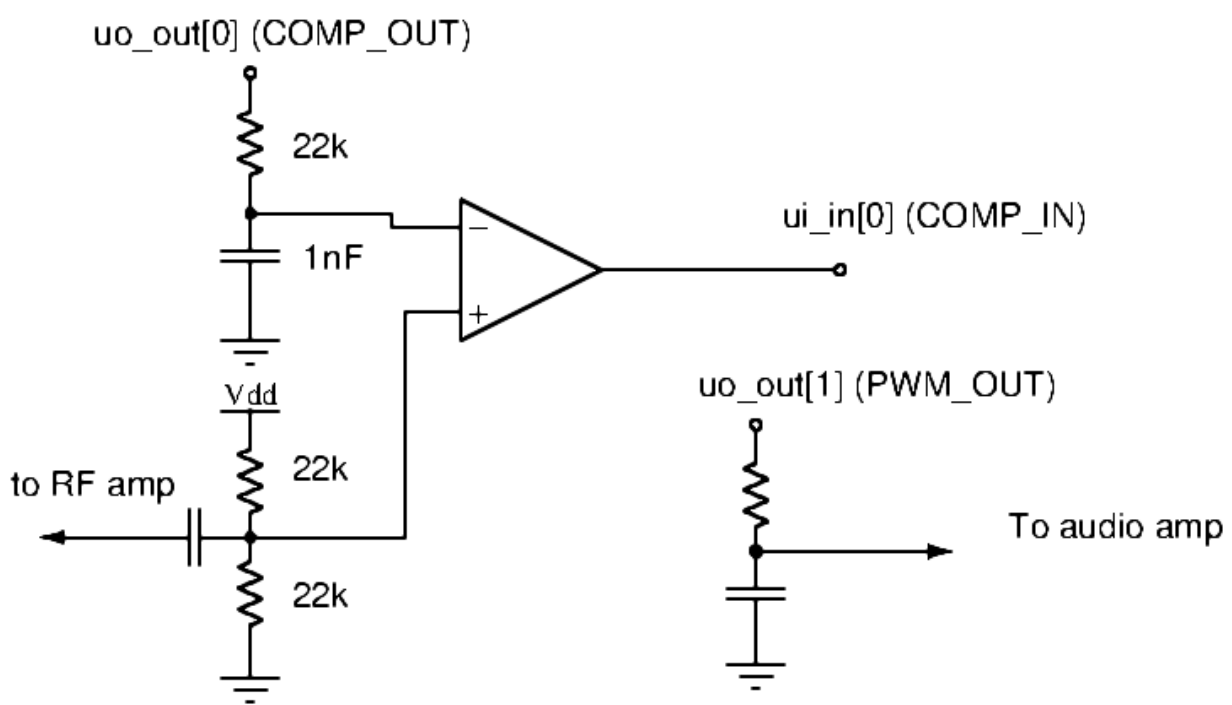 uo_out[0] (COMP_OUT)
22k
1nF
−
+
ui_in[0] (COMP_IN)
Vdd
22k
to RF amp
22k
uo_out[1] (PWM_OUT)
To audio amp